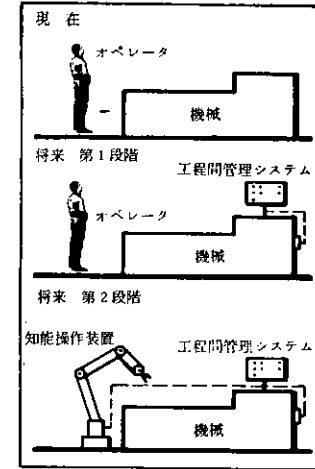 現 在
オペレータ
機械
将来 第1段階
工程間管理システム
オペレータ
機械
将来 第2段階
知能操作装置
工程間管理システム
機械